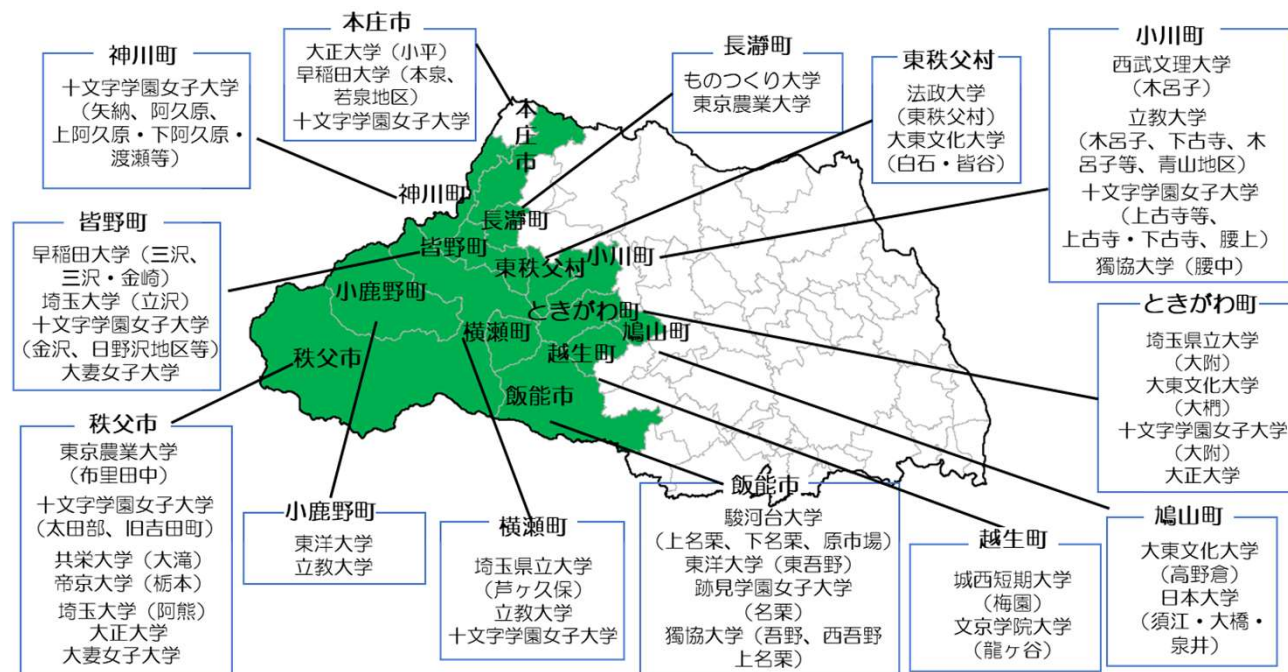 本庄市
大正大学（小平）
早稲田大学（本泉、
若泉地区）
十文字学園女子大学
神川町
十文字学園女子大学
（矢納、阿久原、
上阿久原・下阿久原・
渡瀬等）
長瀞町
ものつくり大学
東京農業大学
東秩父村
法政大学
（東秩父村）
大東文化大学
（白石・皆谷）
小川町
西武文理大学
（木呂子）
立教大学
（木呂子、下古寺、木
呂子等、青山地区）
十文字学園女子大学
（上古寺等、
上古寺・下古寺、腰上）
獨協大学（腰中）
皆野町
早稲田大学（三沢、
三沢・金崎）
埼玉大学（立沢）
十文字学園女子大学
（金沢、日野沢地区等）
大妻女子大学
本庄市
神川町
長瀞町
皆野町
東秩父村
小川町
小鹿野町
ときがわ町
横瀬町
鳩山町
越生町
秩父市
飯能市
ときがわ町
埼玉県立大学
（大附）
大東文化大学
（大椚）
十文字学園女子大学
（大附）
大正大学
秩父市
東京農業大学
（布里田中）
十文字学園女子大学
（太田部、旧吉田町）
共栄大学（大滝）
帝京大学（栃本）
埼玉大学（阿熊）
大正大学
大妻女子大学
小鹿野町
東洋大学
立教大学
横瀬町
埼玉県立大学
（芦ヶ久保）
立教大学
十文字学園女子大学
飯能市
駿河台大学
（上名栗、下名栗、原市場）
東洋大学（東吾野）
跡見学園女子大学
（名栗）
獨協大学（吾野、西吾野
上名栗）
越生町
城西短期大学
（梅園）
文京学院大学
（龍ヶ谷）
鳩山町
大東文化大学
（高野倉）
日本大学
（須江・大橋・
泉井）